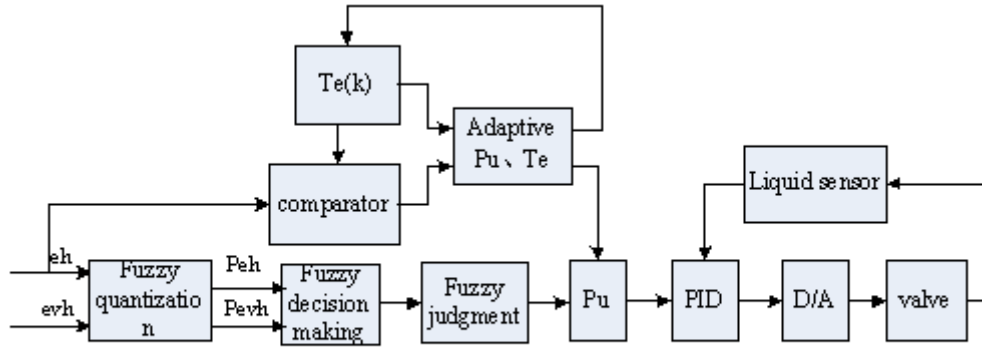 Te(k)
Adaptive
Pu、Te
Liquid sensor
comparator
eh
Fuzzy
quantizatio
n
Peh
Fuzzy
decision
making
Fuzzy
judgment
Pu
PID
D/A
valve
evh
Pevh